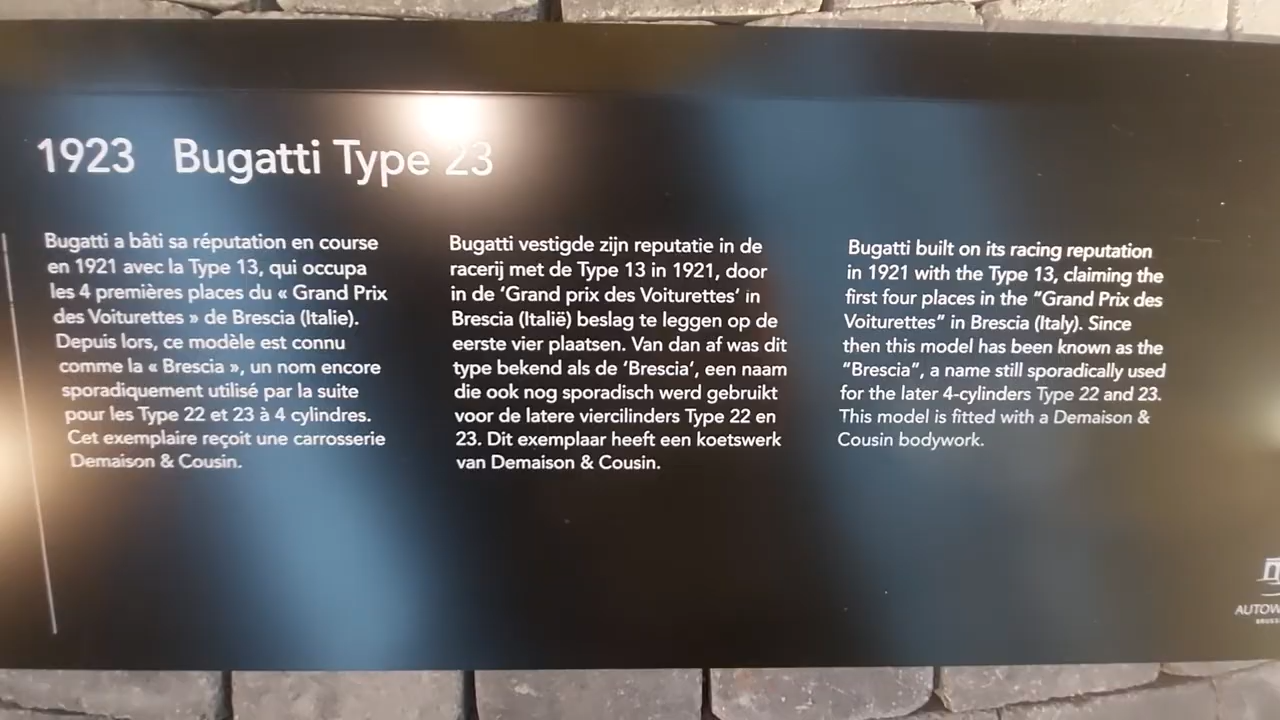 1923 Bugatti Type 23
Bugatti a bâti sa réputation en course
en 1921 avec la Type 13, qui occupa
les 4 premières places du « Grand Prix
des Voiturettes » de Brescia (Italie).
Depuis lors, ce modèle est connu
comme la « Brescia », un nom encore
sporadiquement utilisé par la suite
pour les Type 22 et 23 à 4 cylindres.
Cet exemplaire reçoit une carrosserie
Demaison & Cousin.
Bugatti vestigde zijn reputatie in de
racerij met de Type 13 in 1921, door
in de ‘Grand prix des Voiturettes’ in
Brescia (Italië) beslag te leggen op de
eerste vier plaatsen. Van dan af was dit
type bekend als de ‘Brescia’, een naam
die ook nog sporadisch werd gebruikt
voor de latere viercilinders Type 22 en
23. Dit exemplaar heeft een koetswerk
van Demaison & Cousin.
Bugatti built on its racing reputation
in 1921 with the Type 13, claiming the
first four places in the “Grand Prix des
Voiturettes” in Brescia (Italy). Since
then this model has been known as the
“Brescia”, a name still sporadically used
for the later 4-cylinders Type 22 and 23.
This model is fitted with a Demaison &
Cousin bodywork.